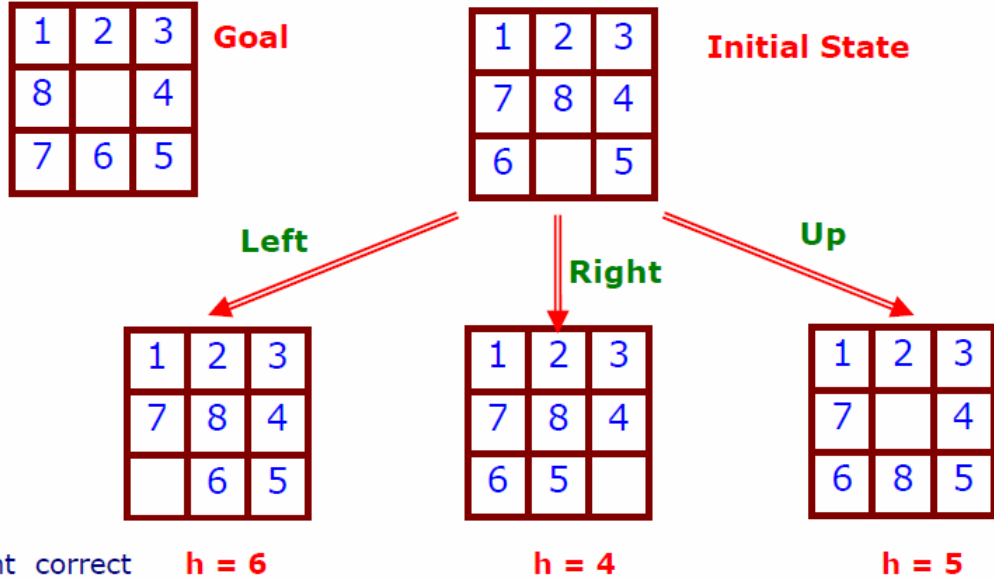 1 2 3 Goal
8 4
7 6 5
1 2 3 Initial State
7 8 4
6 5
Left
Right
Up
1 2 3
7 8 4
6 5
1 2 3
7 8 4
6 5
1 2 3
7 4
6 8 5
correct h = 6 h = 4 h = 5